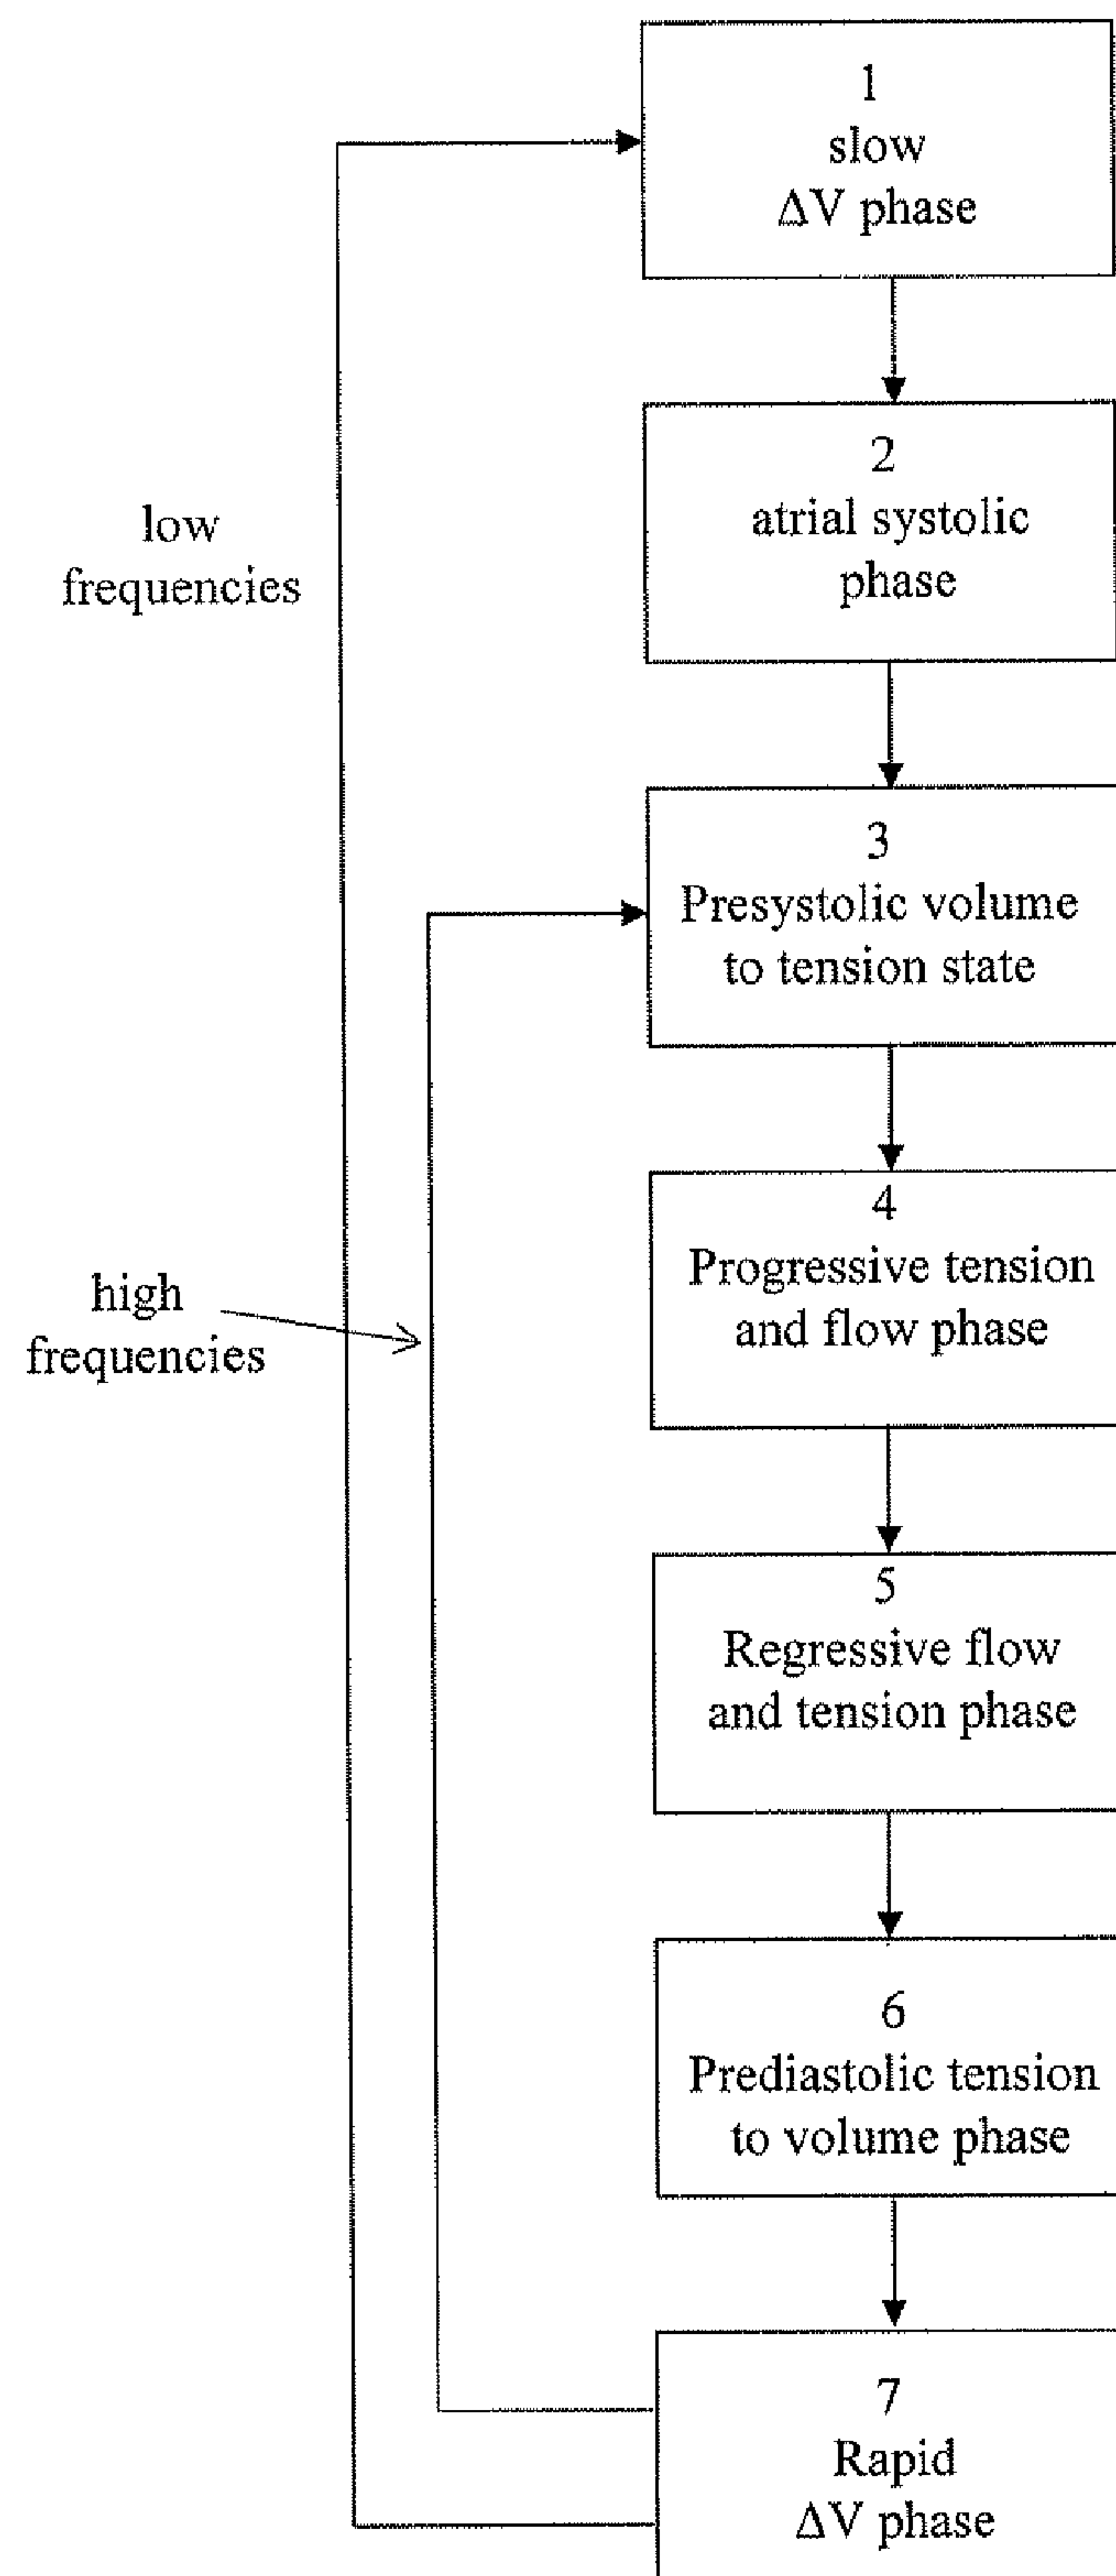 1
slow
ΔV phase
2
atrial systolic
phase
low
frequencies
3
Presystolic volume
to tension state
4
Progressive tension
and flow phase
high
frequencies
5
Regressive flow
and tension phase
6
Prediastolic tension
to volume phase
7
Rapid
ΔV phase